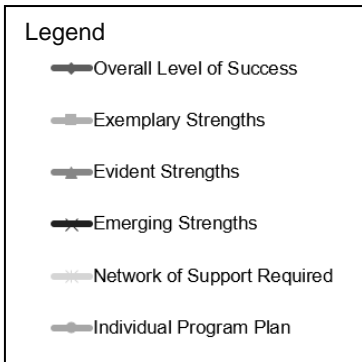 Legend
Overall Level of Success
Exemplary Strengths
Evident Strengths
Emerging Strengths
Network of Support Required
Individual Program Plan